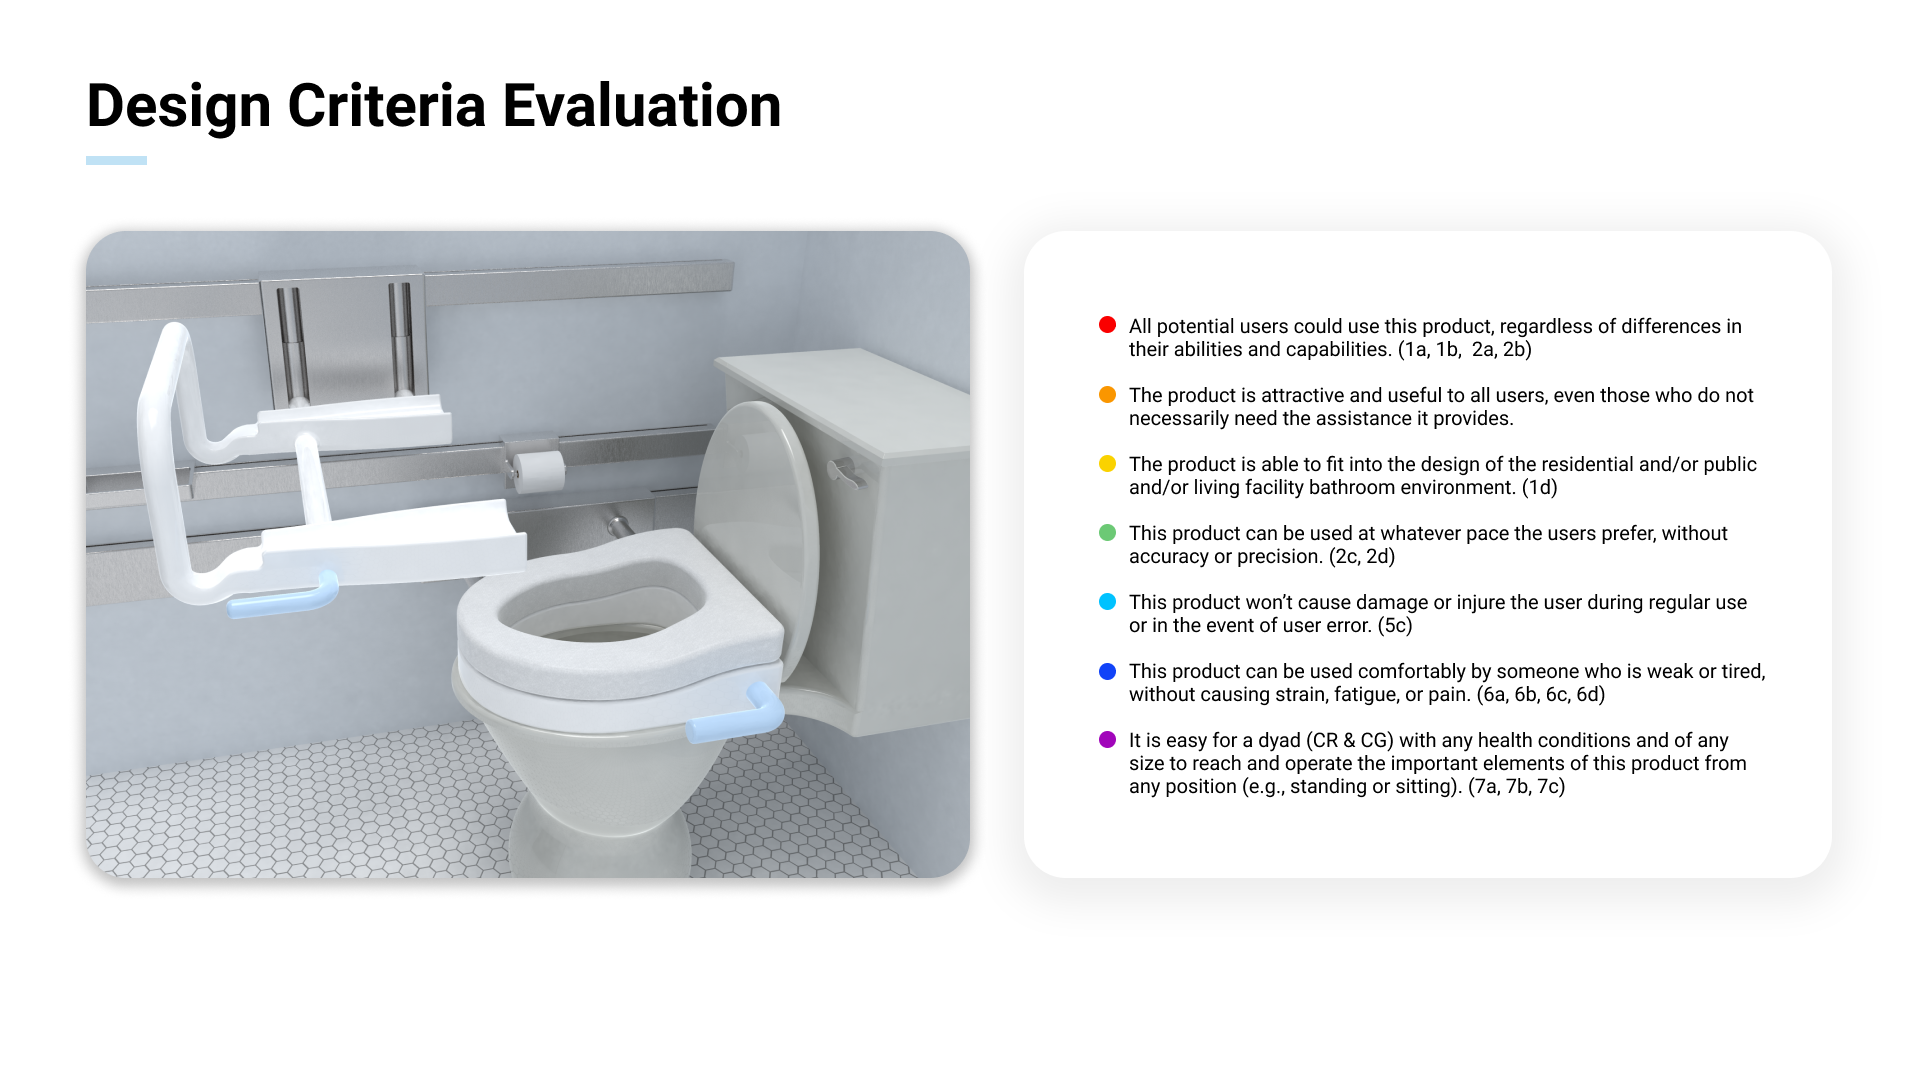 Design Criteria Evaluation
All potential users could use this product, regardless of differences in
their abilities and capabilities. (1a, 1b,  2a, 2b)
The product is attractive and useful to all users, even those who do not
necessarily need the assistance it provides.
The product is able to fit into the design of the residential and/or public
and/or living facility bathroom environment. (1d)
This product can be used at whatever pace the users prefer, without
accuracy or precision. (2c, 2d)
This product won’t cause damage or injure the user during regular use
or in the event of user error. (5c)
This product can be used comfortably by someone who is weak or tired,
without causing strain, fatigue, or pain. (6a, 6b, 6c, 6d)
It is easy for a dyad (CR & CG) with any health conditions and of any
size to reach and operate the important elements of this product from
any position (e.g., standing or sitting). (7a, 7b, 7c)